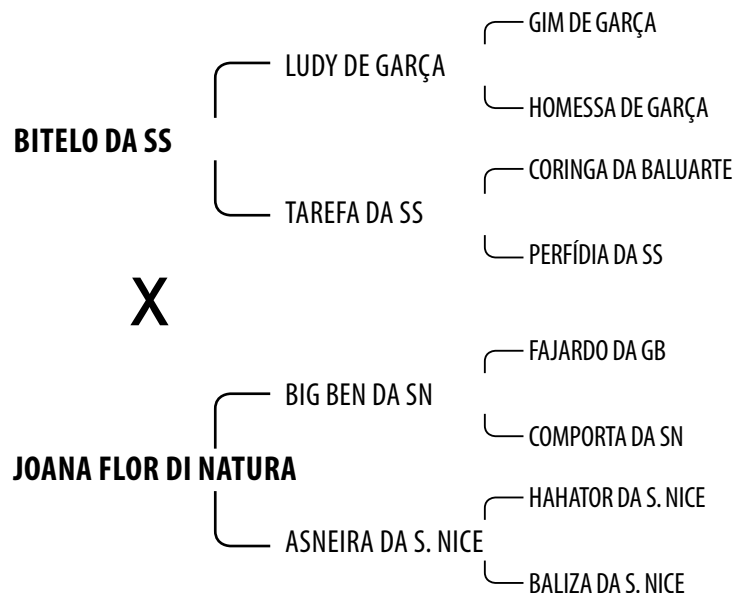 GIM DE GARÇA
LUDY DE GARÇA
HOMESSA DE GARÇA
BITELO DA SS
CORINGA DA BALUARTE
TAREFA DA SS
PERFÍDIA DA SS
X
FAJARDO DA GB
BIG BEN DA SN
COMPORTA DA SN
JOANA FLOR DI NATURA
HAHATOR DA S. NICE
ASNEIRA DA S. NICE
BALIZA DA S. NICE